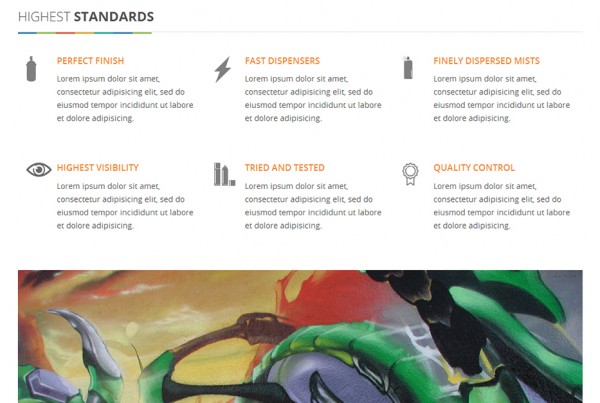 HIGHEST STANDARDS
PERFECT FINISH
Lorem ipsum dolor sit amet,
consectetur adipisicing elit, sed do
eiusmod tempor incididunt ut labore
et dolore adipisicing.
FAST DISPENSERS
Lorem ipsum dolor sit amet,
consectetur adipisicing elit, sed do
eiusmod tempor incididunt ut labore
et dolore adipisicing.
FINELY DISPERSED MISTS
Lorem ipsum dolor sit amet,
consectetur adipisicing elit, sed do
eiusmod tempor incididunt ut labore
et dolore adipisicing.
HIGHEST VISIBILITY
Lorem ipsum dolor sit amet,
consectetur adipisicing elit, sed do
eiusmod tempor incididunt ut labore
et dolore adipisicing.
TRIED AND TESTED
Lorem ipsum dolor sit amet,
consectetur adipisicing elit, sed do
eiusmod tempor incididunt ut labore
et dolore adipisicing.
QUALITY CONTROL
Lorem ipsum dolor sit amet,
consectetur adipisicing elit, sed do
eiusmod tempor incididunt ut labore
et dolore adipisicing.